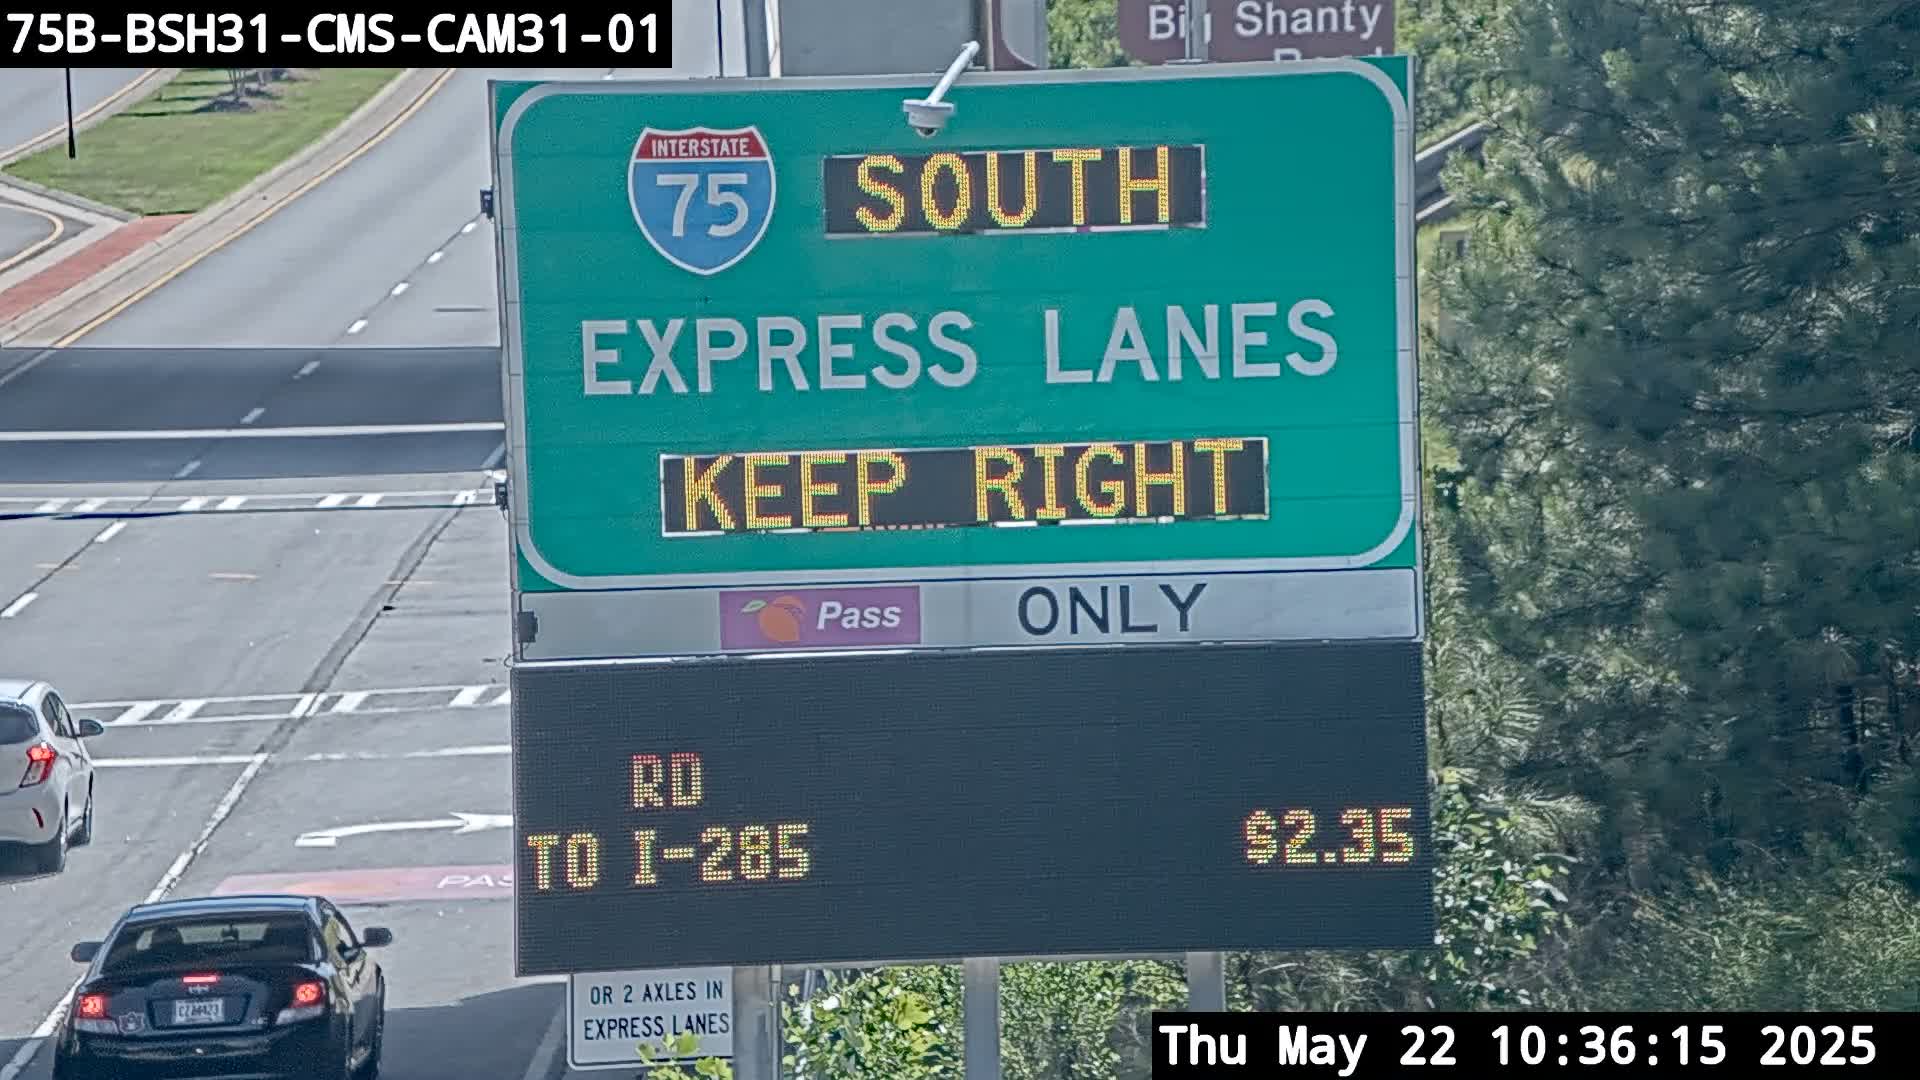 75B-BSH31-CMS-CAM31-01
Big Shanty
Road
INTERSTATE
75
SOUTH
EXPRESS LANES
KEEP RIGHT
Pass ONLY
RD
TO I-285 $2.35
OR 2 AXLES IN
EXPRESS LANES
Thu May 22 10:36:15 2025